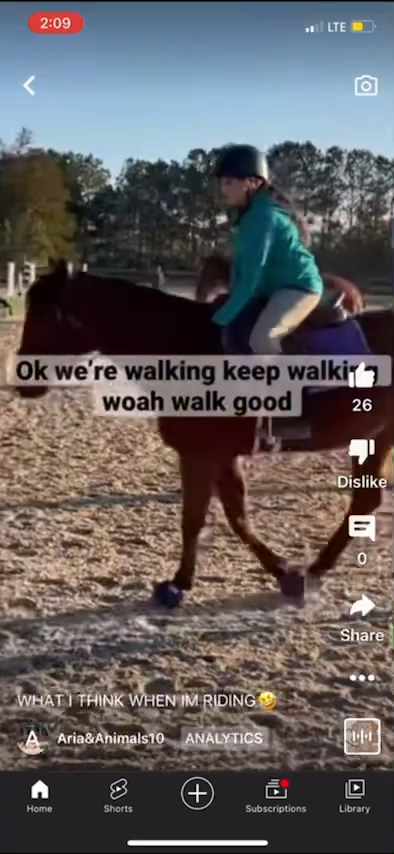 2:09
LTE
Ok we're walking keep walking
woah walk good
26
Dislike
0
Share
WHAT I THINK WHEN IM RIDING🤣
A Aria&Animals10 ANALYTICS
Home Shorts Subscriptions Library